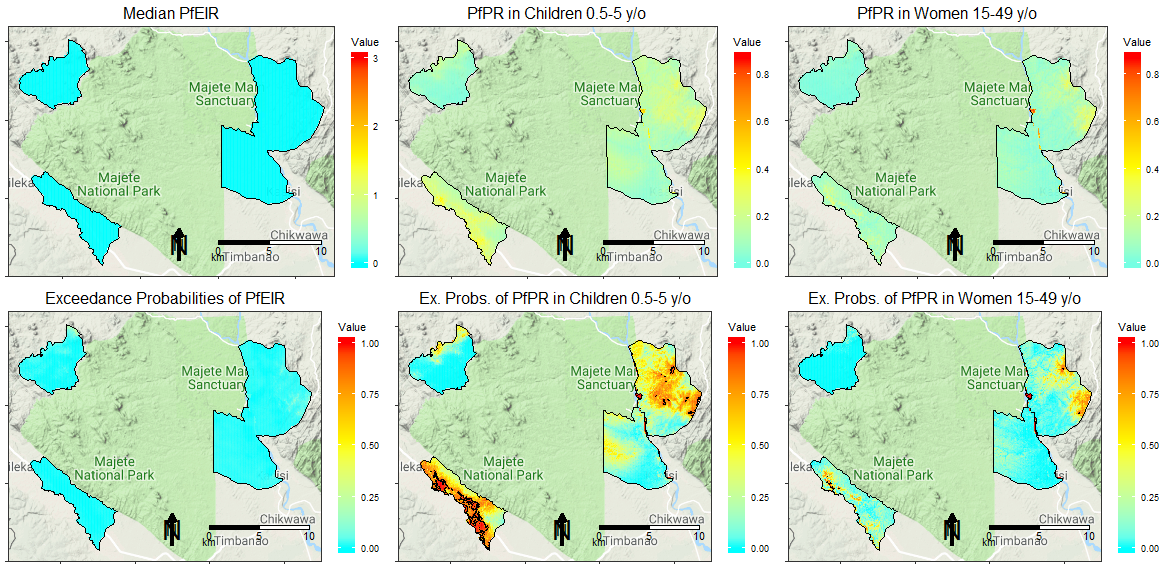 Median PfEIR
Value
3
2
1
0
Majete Ma
Sanctuary
Majete
National Park
ileka
isi
Chikwawa
N
0 5 10
km
Timbanao
PfPR in Children 0.5-5 y/o
Value
0.8
0.6
0.4
0.2
0.0
Majete Ma
Sanctuary
Majete
National Park
ileka
isi
Chikwawa
N
0 5 10
km
Timbanao
PfPR in Women 15-49 y/o
Value
0.8
0.6
0.4
0.2
0.0
Majete Ma
Sanctuary
Majete
National Park
ileka
isi
Chikwawa
N
0 5 10
km
Timbanao
Exceedance Probabilities of PfEIR
Value
1.00
0.75
0.50
0.25
0.00
Majete Ma
Sanctuary
Majete
National Park
ileka
isi
Chikwawa
N
0 5 10
km
Timbanao
Ex. Probs. of PfPR in Children 0.5-5 y/o
Value
1.00
0.75
0.50
0.25
0.00
Majete Ma
Sanctuary
Majete
National Park
ileka
isi
Chikwawa
N
0 5 10
km
Timbanao
Ex. Probs. of PfPR in Women 15-49 y/o
Value
1.00
0.75
0.50
0.25
0.00
Majete Ma
Sanctuary
Majete
National Park
ileka
isi
Chikwawa
N
0 5 10
km
Timbanao